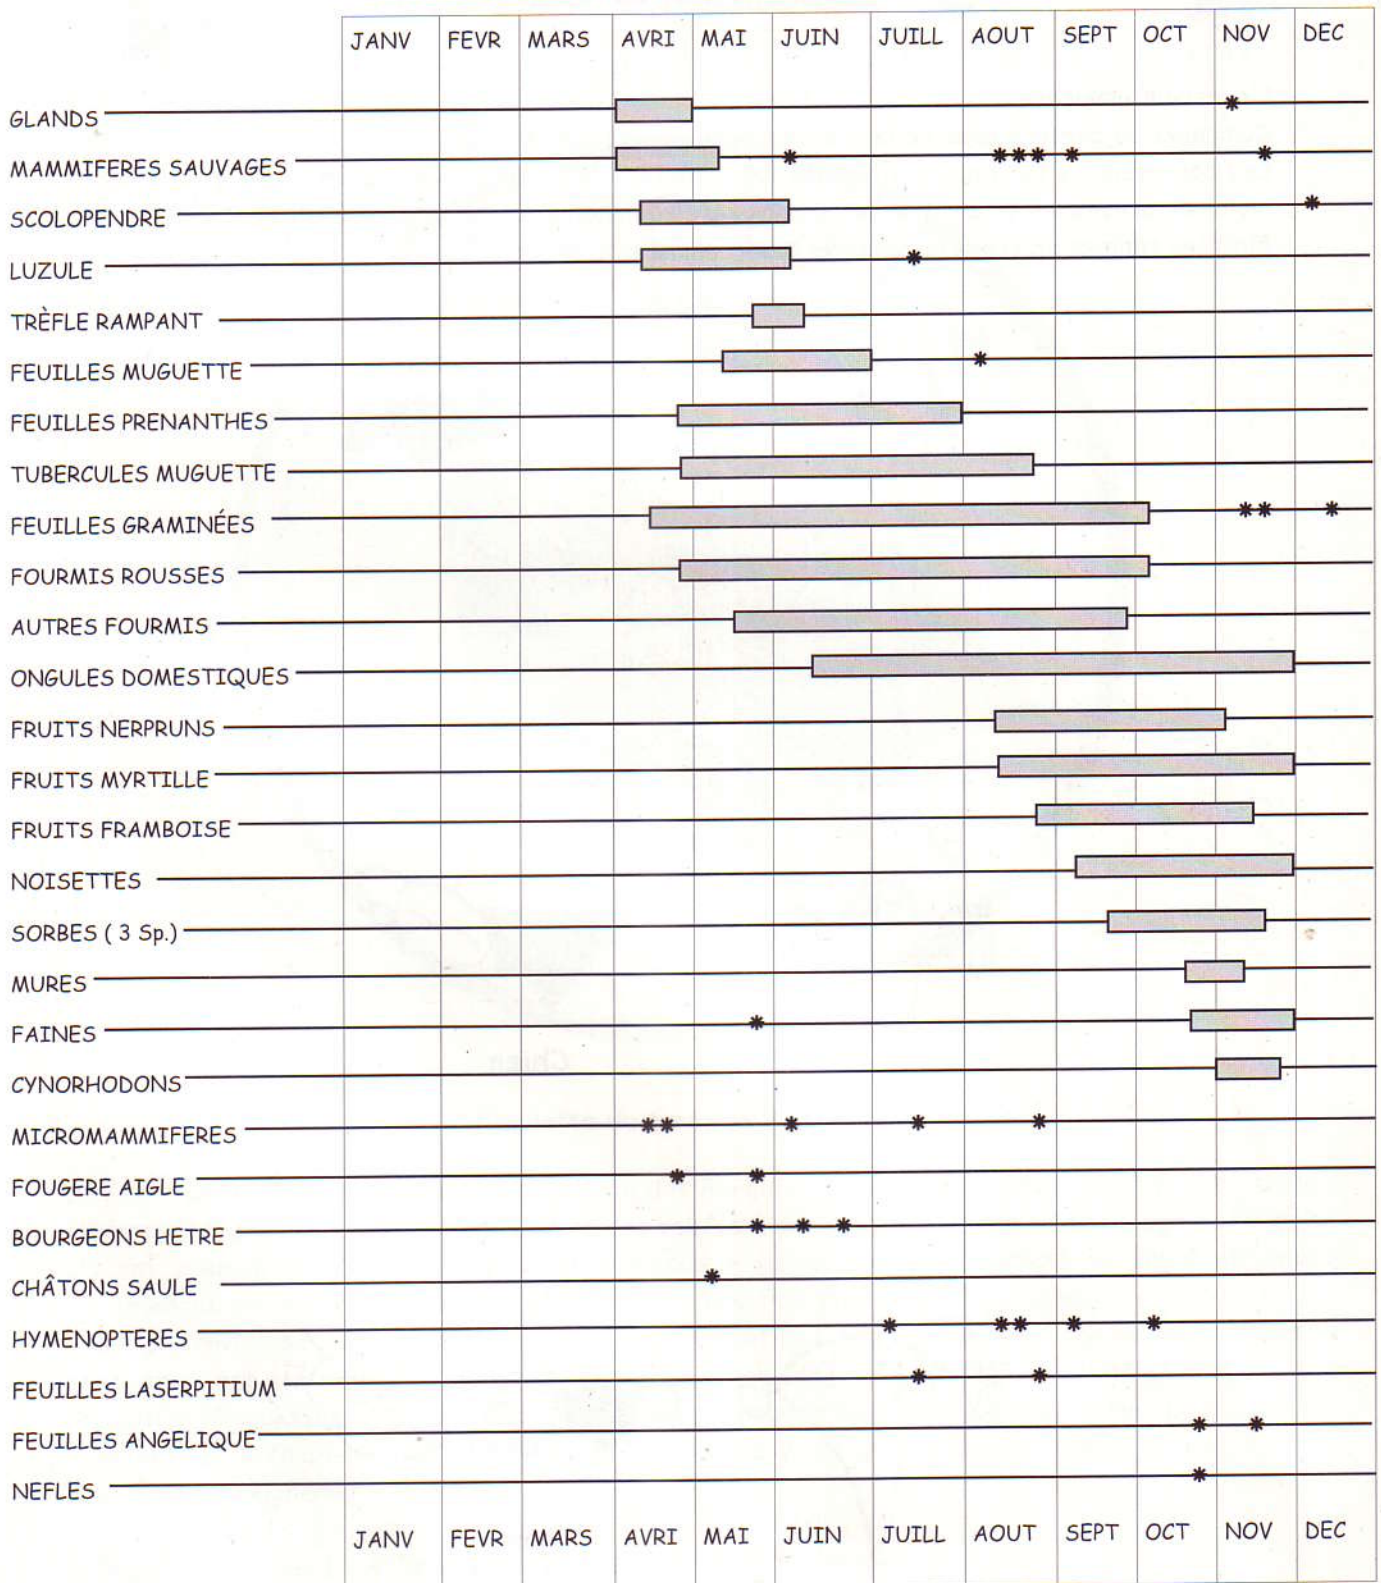 JANV FEVR MARS AVRI MAI JUIN JUILL AOUT SEPT OCT NOV DEC
GLANDS
MAMMIFERES SAUVAGES
SCOLOPENDRE
LUZULE
TRÈFLE RAMPANT
FEUILLES MUGUETTE
FEUILLES PRENANTHES
TUBERCULES MUGUETTE
FEUILLES GRAMINÉES
FOURMIS ROUSSES
AUTRES FOURMIS
ONGULES DOMESTIQUES
FRUITS NERPRUNS
FRUITS MYRTILLE
FRUITS FRAMBOISE
NOISETTES
SORBES ( 3 Sp.)
MURES
FAINES
CYNORHODONS
MICROMAMMIFERES
FOUGERE AIGLE
BOURGEONS HETRE
CHÂTONS SAULE
HYMENOPTERES
FEUILLES LASERPITIUM
FEUILLES ANGELIQUE
NEFLES
JANV FEVR MARS AVRI MAI JUIN JUILL AOUT SEPT OCT NOV DEC